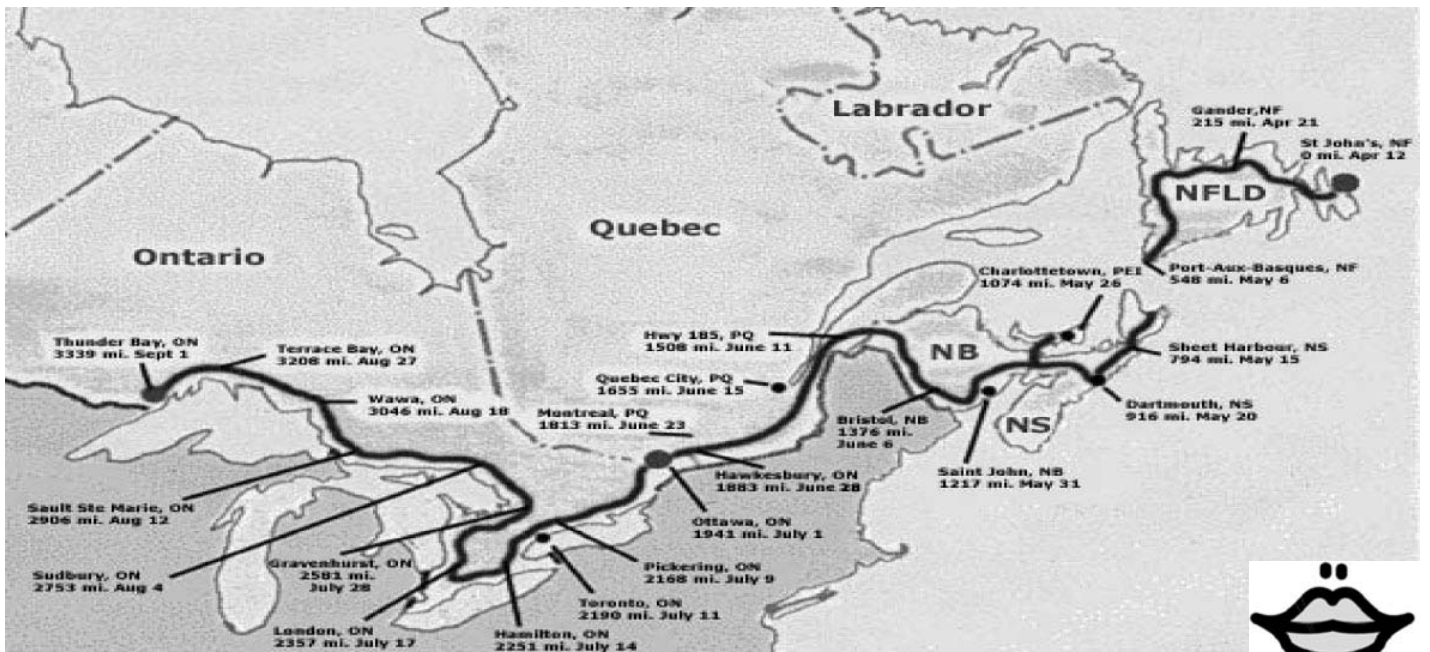 Labrador
Gander,NF
215 mi. Apr 21
St John's, NF
0 mi. Apr 12
NFLD
Quebec
Ontario
Charlottetown, PEI
1074 mi. May 26
Port-Aux-Basques, NF
548 mi. May 6
Thunder Bay, ON
3339 mi. Sept 1
Terrace Bay, ON
3208 mi. Aug 27
Hwy 185, PQ
1508 mi. June 11
NB
Sheet Harbour, NS
794 mi. May 15
Quebec City, PQ
1655 mi. June 15
Wawa, ON
3046 mi. Aug 18
Montreal, PQ
1813 mi. June 23
Bristol, NB
1376 mi.
June 6
NS
Dartmouth, NS
916 mi. May 20
Saint John, NB
1217 mi. May 31
Hawkesbury, ON
1883 mi. June 28
Sault Ste Marie, ON
2906 mi. Aug 12
Ottawa, ON
1941 mi. July 1
Gravenhurst, ON
2581 mi.
July 28
Pickering, ON
2168 mi. July 9
Sudbury, ON
2753 mi. Aug 4
Toronto, ON
2190 mi. July 11
London, ON
2357 mi. July 17
Hamilton, ON
2251 mi. July 14